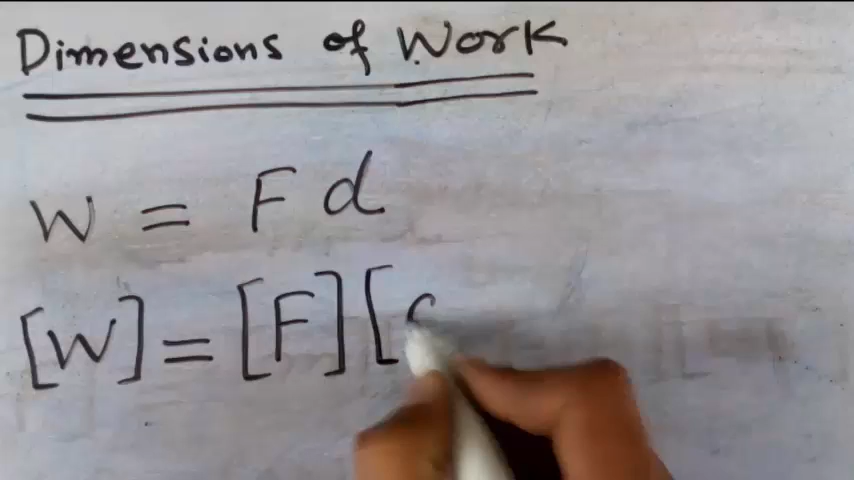 Dimensions of Work
W = F d
[W] = [F] [